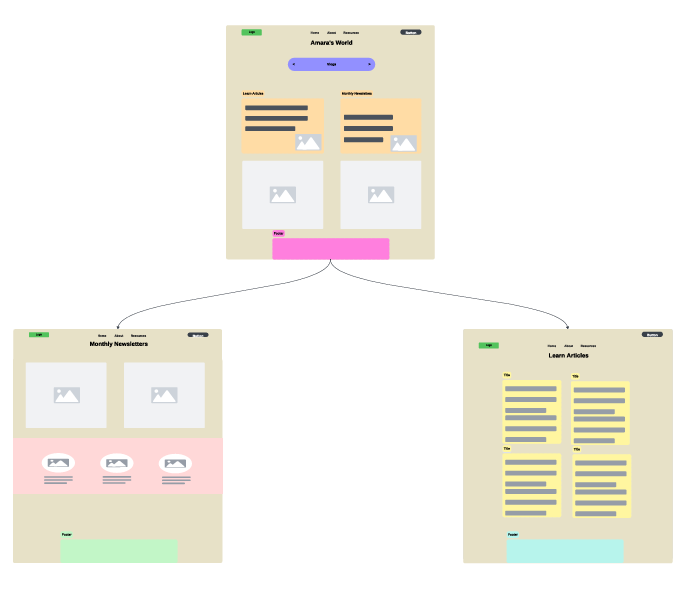 Logo
Home About Resources
Button
Amara's World
Blogs
Learn Articles
Monthly Newsletters
Footer
Logo
Home About Resources
Button
Monthly Newsletters
Footer
Logo
Home About Resources
Button
Learn Articles
Title
Title
Title
Title
Footer